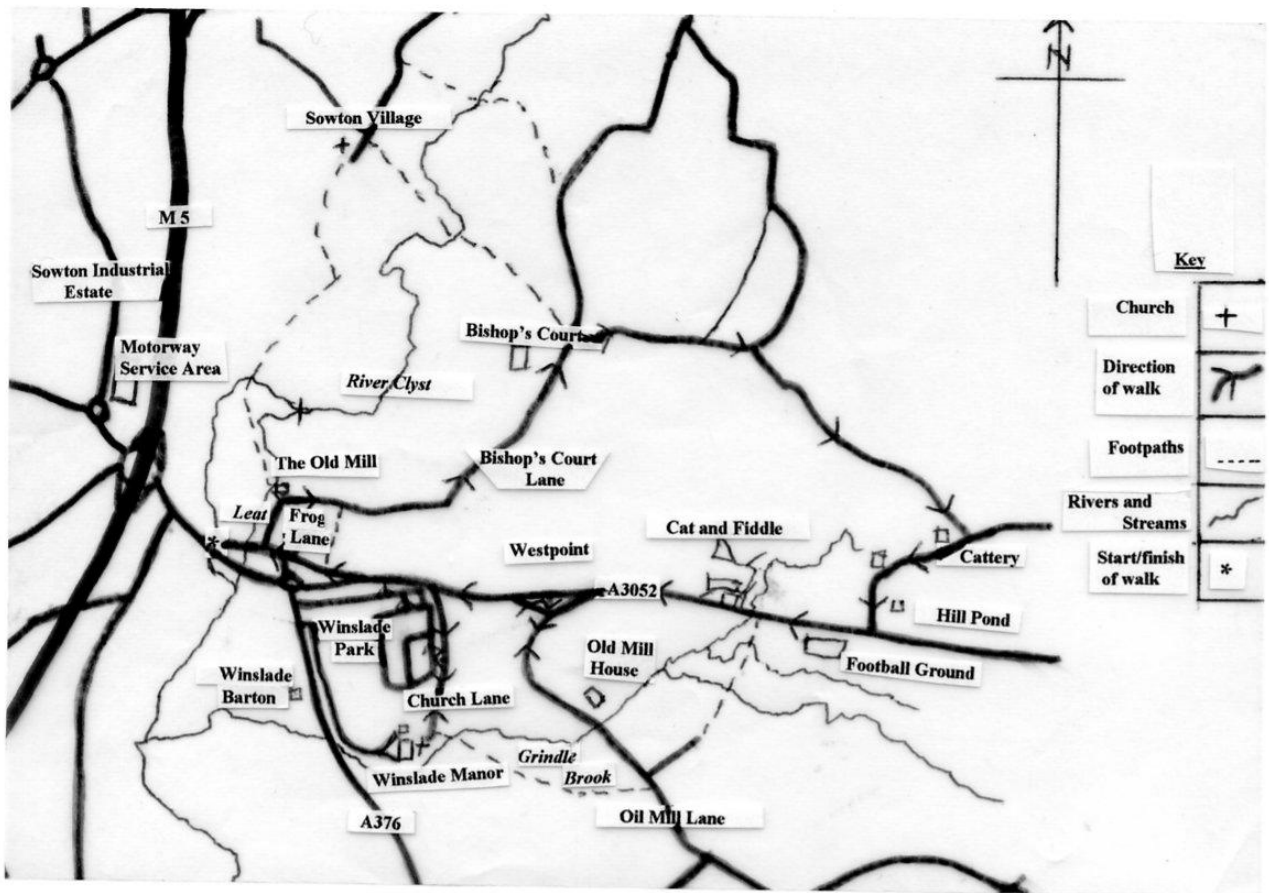 N
Sowton Village
M 5
Sowton Industrial
Estate
Key
Church
+
Motorway
Service Area
Bishop's Court
Direction
of walk
River Clyst
Footpaths
The Old Mill
Bishop's Court
Lane
Leat
Frog
Lane
Cat and Fiddle
Rivers and
Streams
Westpoint
Cattery
Start/finish
of walk
*
*
A3052
Hill Pond
Winslade
Park
Old Mill
House
Football Ground
Winslade
Barton
Church Lane
Grindle
Brook
Winslade Manor
A376
Oil Mill Lane